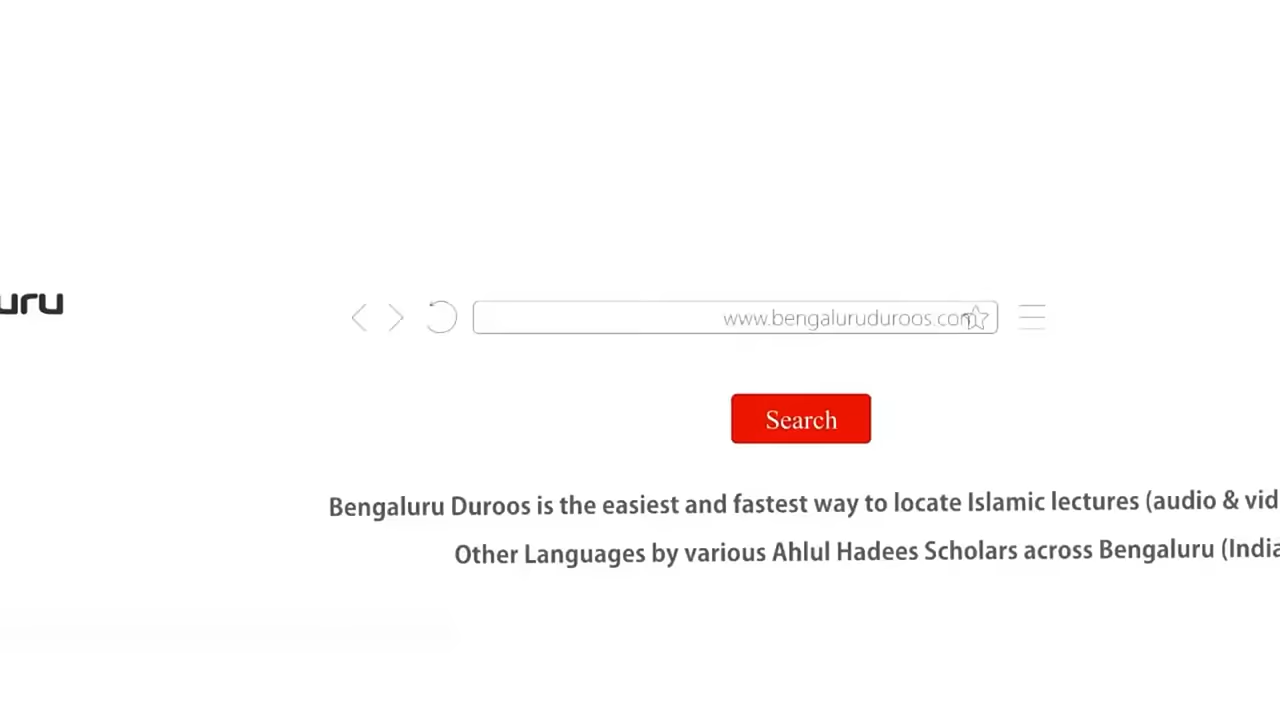 uru
www.bengaluruduroos.com
Search
Bengaluru Duroos is the easiest and fastest way to locate Islamic lectures (audio & vid
Other Languages by various Ahlul Hadees Scholars across Bengaluru (India